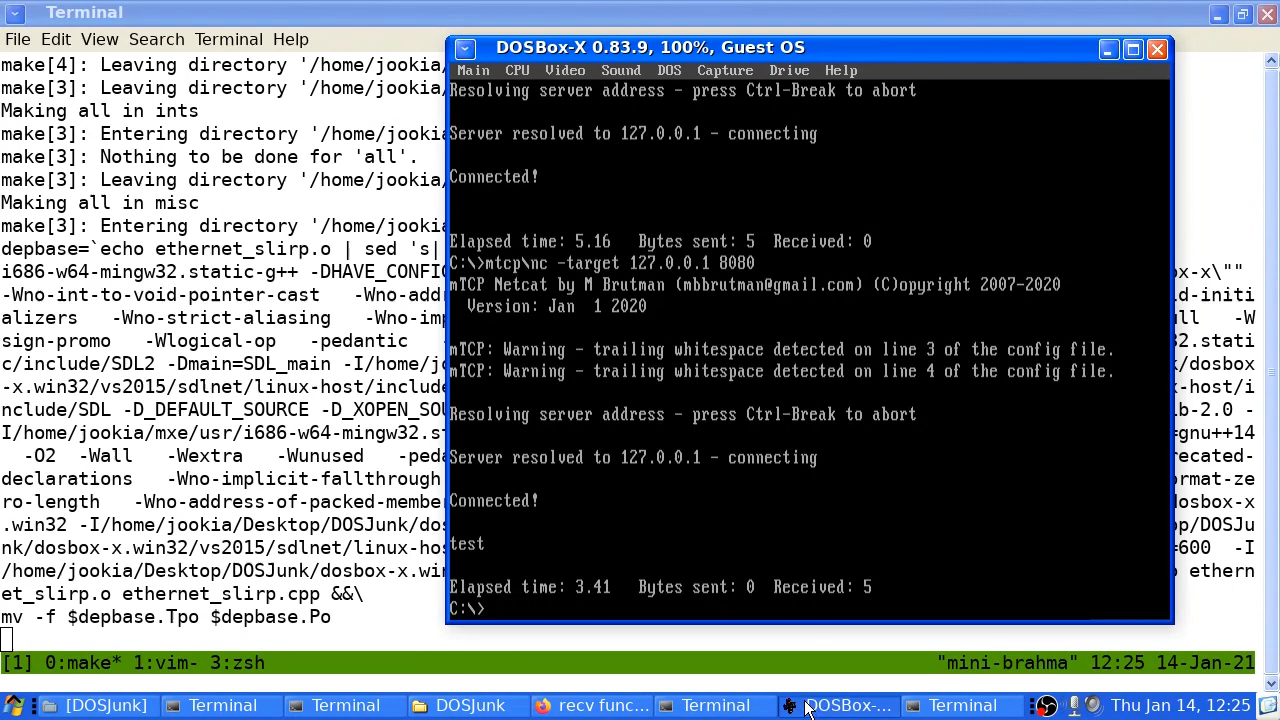 Terminal
File Edit View Search Terminal Help
make[4]: Leaving directory '/home/jookia/
make[3]: Leaving directory '/home/jookia/
Making all in ints
make[3]: Entering directory '/home/jookia/
make[3]: Nothing to be done for 'all'.
make[3]: Leaving directory '/home/jookia/
Making all in misc
make[3]: Entering directory '/home/jookia/
depbase=`echo ethernet_slirp.o | sed 's|
i686-w64-mingw32.static-g++ -DHAVE_CONFIG
ox-x\""
-Wno-int-to-void-pointer-cast -Wno-add
ld-initi
alizers -Wno-strict-aliasing -Wno-imp
ull -W
sign-promo -Wlogical-op -pedantic
32.stati
c/include/SDL2 -Dmain=SDL_main -I/home/j
/dosbox
-x.win32/vs2015/sdlnet/linux-host/include
x-host/i
nclude/SDL -D_DEFAULT_SOURCE -D_XOPEN_SOU
b-2.0 -
I/home/jookia/mxe/usr/i686-w64-mingw32.st
=gnu++14
-O2 -Wall -Wextra -Wunused -peda
recated-
declarations -Wno-implicit-fallthrough
ormat-ze
ro-length -Wno-address-of-packed-member
osbox-x
.win32 -I/home/jookia/Desktop/DOSJunk/dos
op/DOSJu
nk/dosbox-x.win32/vs2015/sdlnet/linux-hos
=600 -I
/home/jookia/Desktop/DOSJunk/dosbox-x.win
o ethern
et_slirp.o ethernet_slirp.cpp &&\
mv -f $depbase.Tpo $depbase.Po
[1] 0:make* 1:vim- 3:zsh
"mini-brahma" 12:25 14-Jan-21
DOSBox-X 0.83.9, 100%, Guest OS
Main CPU Video Sound DOS Capture Drive Help
Resolving server address - press Ctrl-Break to abort
Server resolved to 127.0.0.1 - connecting
Connected!
Elapsed time: 5.16 Bytes sent: 5 Received: 0
C:\>mtcp\nc -target 127.0.0.1 8080
mTCP Netcat by M Brutman (mbbrutman@gmail.com) (C)opyright 2007-2020
Version: Jan 1 2020
mTCP: Warning - trailing whitespace detected on line 3 of the config file.
mTCP: Warning - trailing whitespace detected on line 4 of the config file.
Resolving server address - press Ctrl-Break to abort
Server resolved to 127.0.0.1 - connecting
Connected!
test
Elapsed time: 3.41 Bytes sent: 0 Received: 5
C:\>
[DOSJunk] Terminal Terminal DOSJunk recv func... Terminal DOSBox-... Terminal Thu Jan 14, 12:25